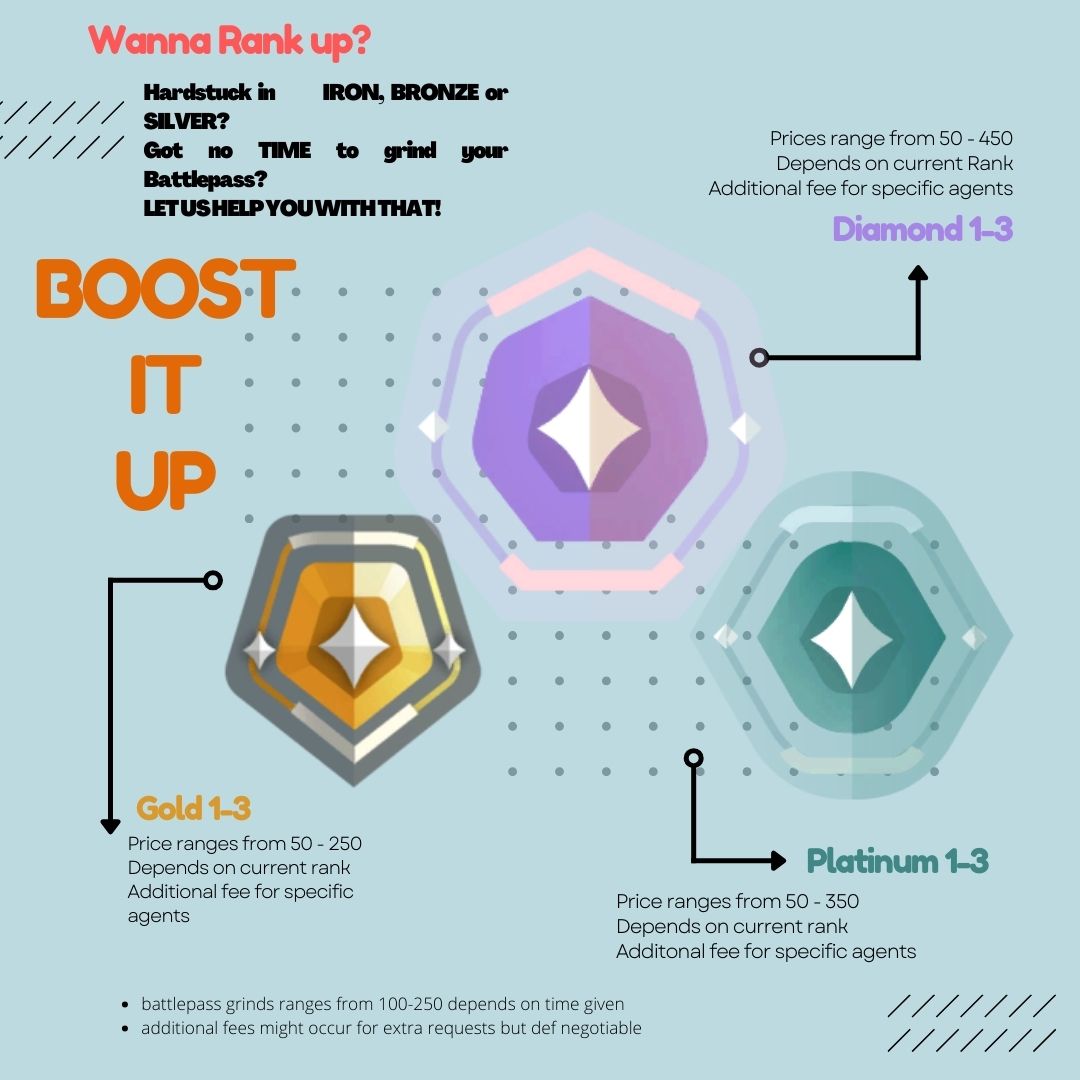 Wanna Rank up?
Hardstuck in IRON, BRONZE or
SILVER?
Got no TIME to grind your
Battlepass?
LET US HELP YOU WITH THAT!
Prices range from 50 - 450
Depends on current Rank
Additional fee for specific agents
Diamond 1-3
BOOST
IT
UP
Gold 1-3
Price ranges from 50 - 250
Depends on current rank
Additional fee for specific
agents
Platinum 1-3
Price ranges from 50 - 350
Depends on current rank
Additonal fee for specific agents
• battlepass grinds ranges from 100-250 depends on time given
• additional fees might occur for extra requests but def negotiable